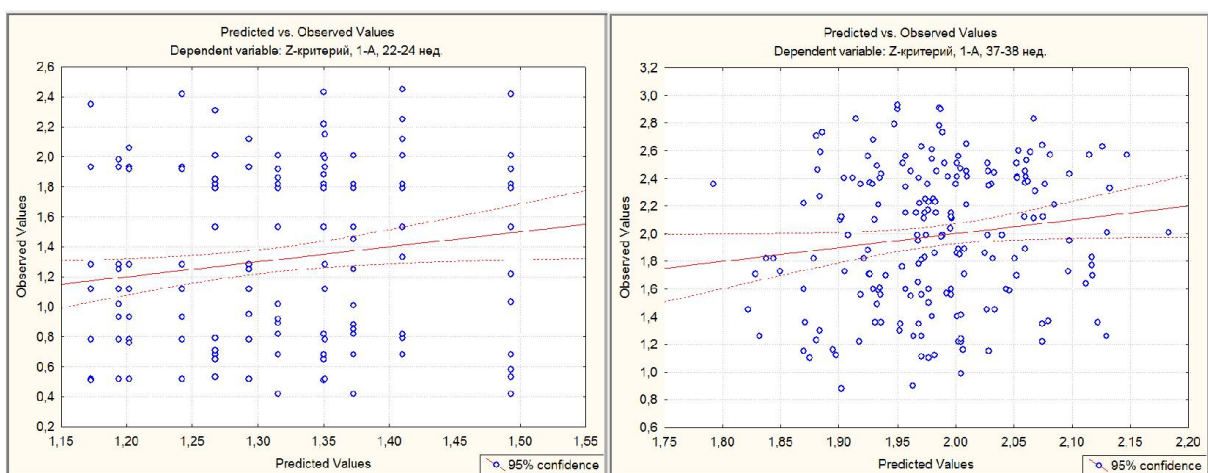 Predicted vs. Observed Values
Dependent variable: Z-критерий, 1-А, 22-24 нед.
2,6
2,4
2,2
2,0
1,8
1,6
1,4
1,2
1,0
0,8
0,6
0,4
0,2
Observed Values
1,15 1,20 1,25 1,30 1,35 1,40 1,45 1,50 1,55
Predicted Values
95% confidence
Predicted vs. Observed Values
Dependent variable: Z-критерий, 1-А, 37-38 нед.
3,2
3,0
2,8
2,6
2,4
2,2
2,0
1,8
1,6
1,4
1,2
1,0
0,8
0,6
Observed Values
1,75 1,80 1,85 1,90 1,95 2,00 2,05 2,10 2,15 2,20
Predicted Values
95% confidence